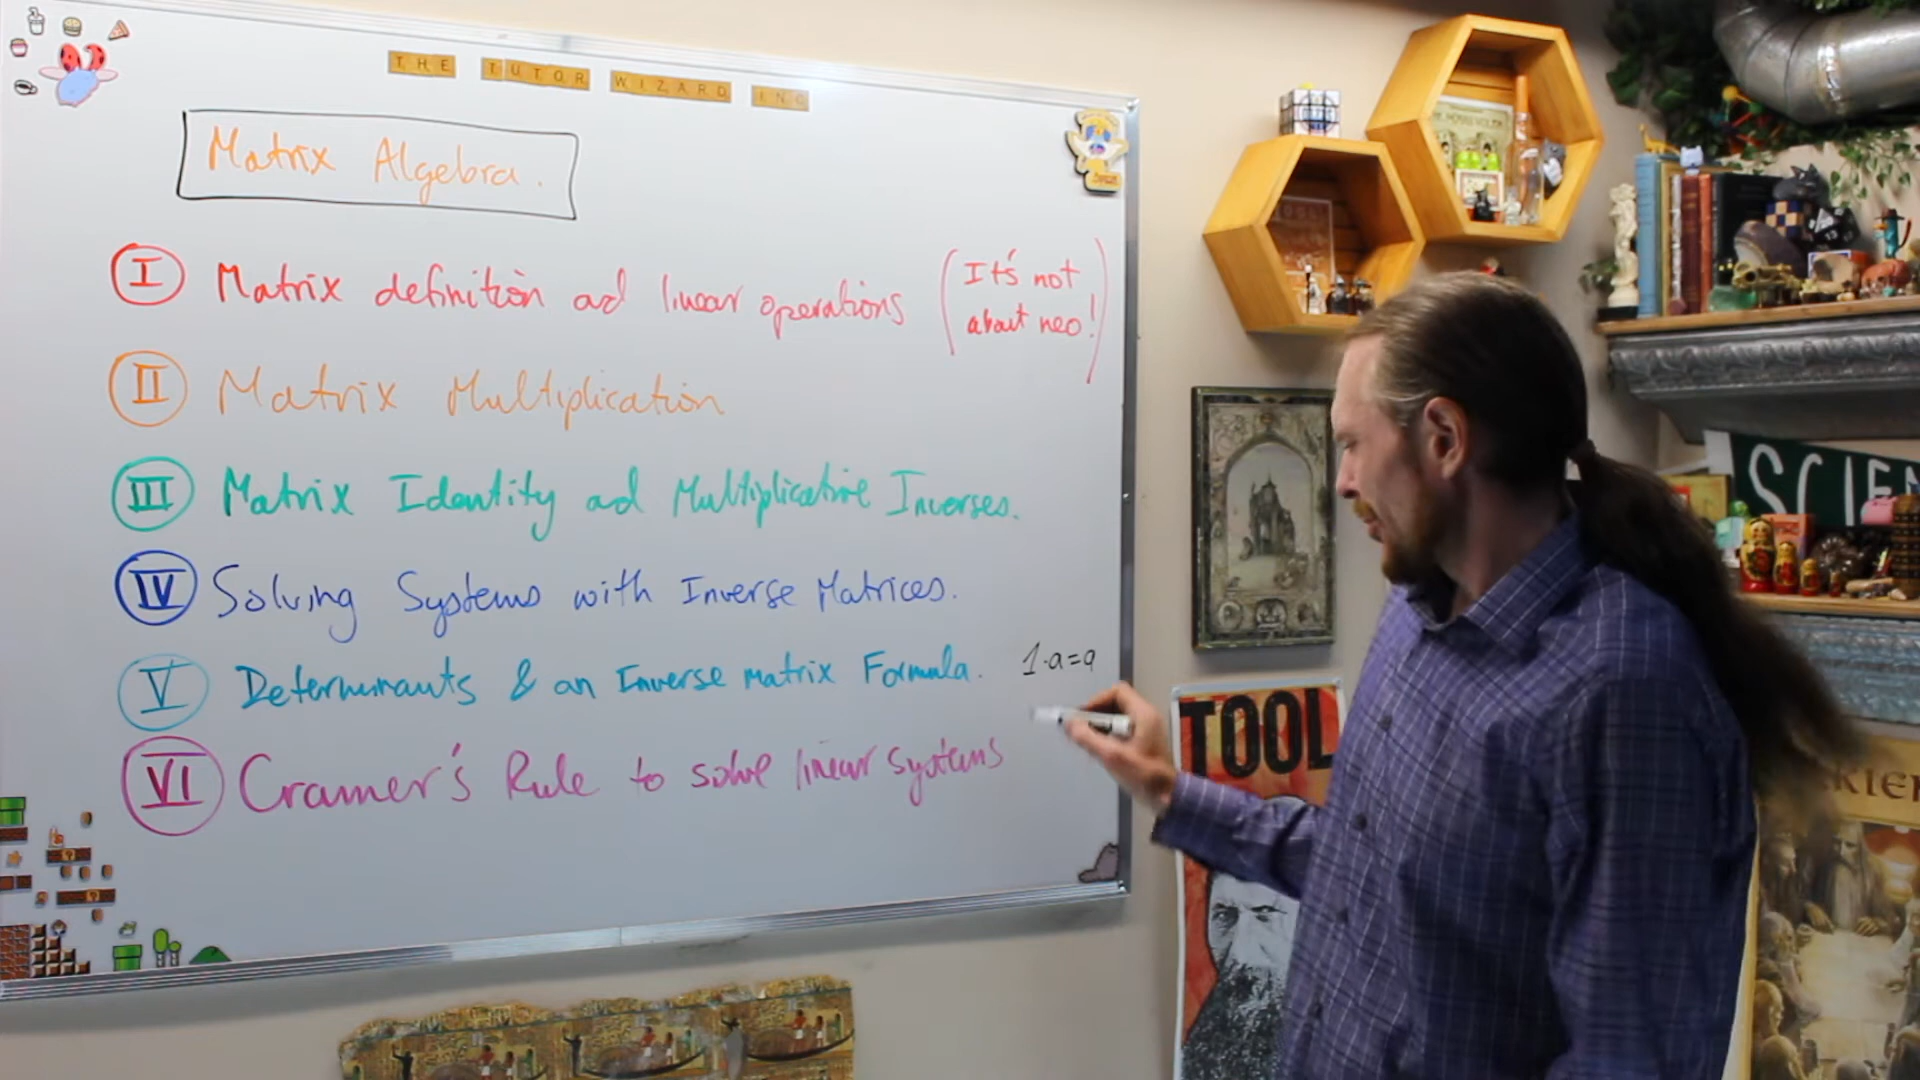 THE TUTOR WIZARD INC
Matrix Algebra.
I Matrix definition ad linear operations (It's not about neo!)
II Matrix Multiplication
III Matrix Identity ad Multiplicative Inverses.
IV Solving Systems with Inverse Matrices.
V Determinants & an Inverse matrix Formula.
1·a=a
VI Cramer's Rule to solve linear systems
TOOL
SCIEN